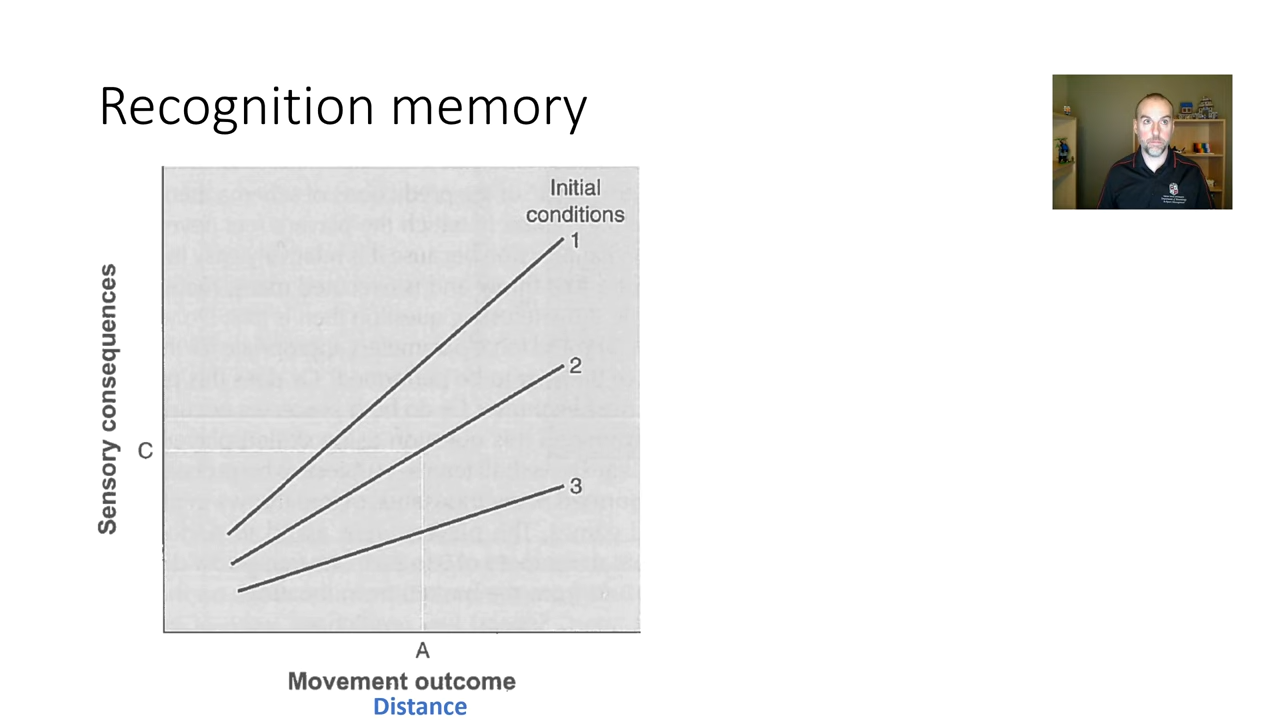 Recognition memory
Initial
conditions
1
2
3
Sensory consequences
C
A
Movement outcome
Distance